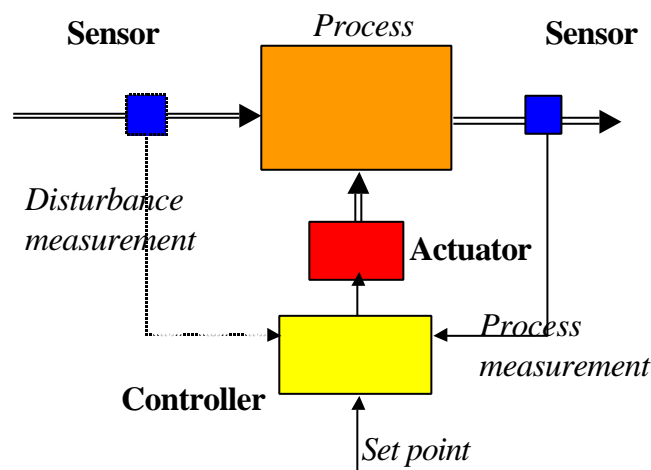 Sensor
Process
Sensor
Disturbance
measurement
Actuator
Process
measurement
Controller
Set point